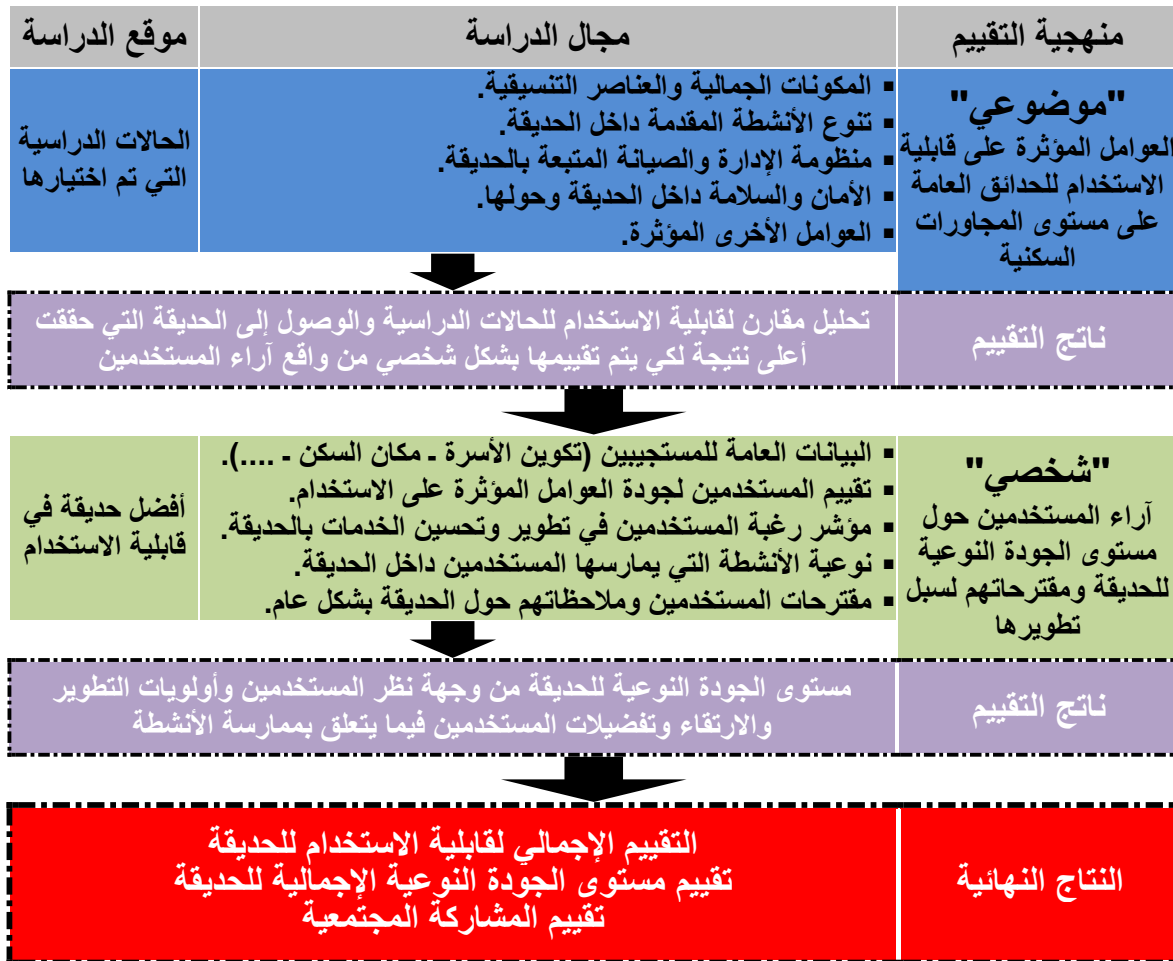 منهجية التقييم
مجال الدراسة
موقع الدراسة
"موضوعي"
العوامل المؤثرة على قابلية
الاستخدام للحدائق العامة
على مستوى المجاورات
السكنية
▪ المكونات الجمالية والعناصر التنسيقية.
▪ تنوع الأنشطة المقدمة داخل الحديقة.
▪ منظومة الإدارة والصيانة المتبعة بالحديقة.
▪ الأمان والسلامة داخل الحديقة وحولها.
▪ العوامل الأخرى المؤثرة.
الحالات الدراسية
التي تم اختيارها
ناتج التقييم
تحليل مقارن لقابلية الاستخدام للحالات الدراسية والوصول إلى الحديقة التي حققت
أعلى نتيجة لكي يتم تقييمها بشكل شخصي من واقع آراء المستخدمين
"شخصي"
آراء المستخدمين حول
مستوى الجودة النوعية
للحديقة ومقترحاتهم لسبل
تطويرها
▪ البيانات العامة للمستجيبين (تكوين الأسرة - مكان السكن - ....).
▪ تقييم المستخدمين لجودة العوامل المؤثرة على الاستخدام.
▪ مؤشر رغبة المستخدمين في تطوير وتحسين الخدمات بالحديقة.
▪ نوعية الأنشطة التي يمارسها المستخدمين داخل الحديقة.
▪ مقترحات المستخدمين وملاحظاتهم حول الحديقة بشكل عام.
أفضل حديقة في
قابلية الاستخدام
ناتج التقييم
مستوى الجودة النوعية للحديقة من وجهة نظر المستخدمين وأولويات التطوير
والارتقاء وتفضيلات المستخدمين فيما يتعلق بممارسة الأنشطة
النتاج النهائية
التقييم الإجمالي لقابلية الاستخدام للحديقة
تقييم مستوى الجودة النوعية الإجمالية للحديقة
تقييم المشاركة المجتمعية